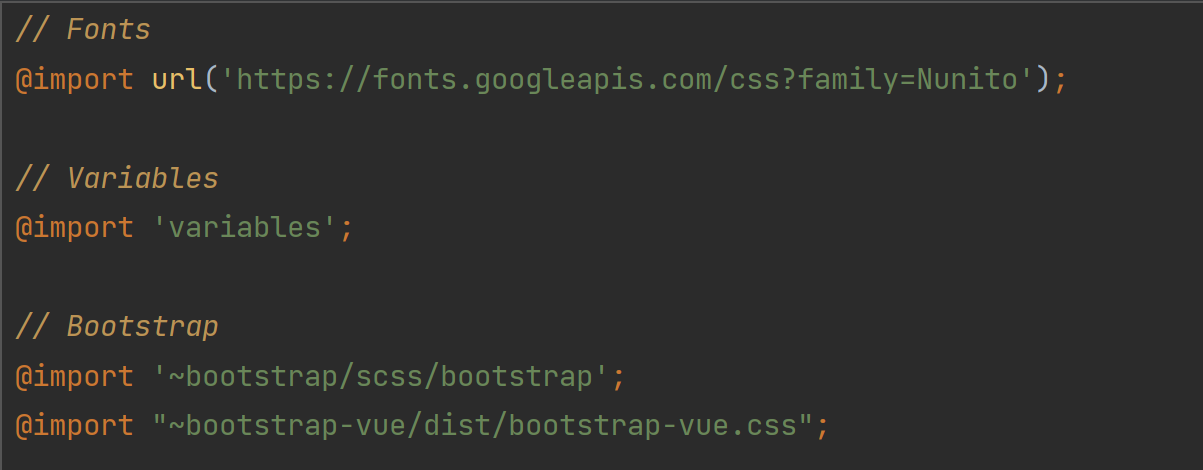 // Fonts
@import url('https://fonts.googleapis.com/css?family=Nunito');
// Variables
@import 'variables';
// Bootstrap
@import '~bootstrap/scss/bootstrap';
@import "~bootstrap-vue/dist/bootstrap-vue.css";